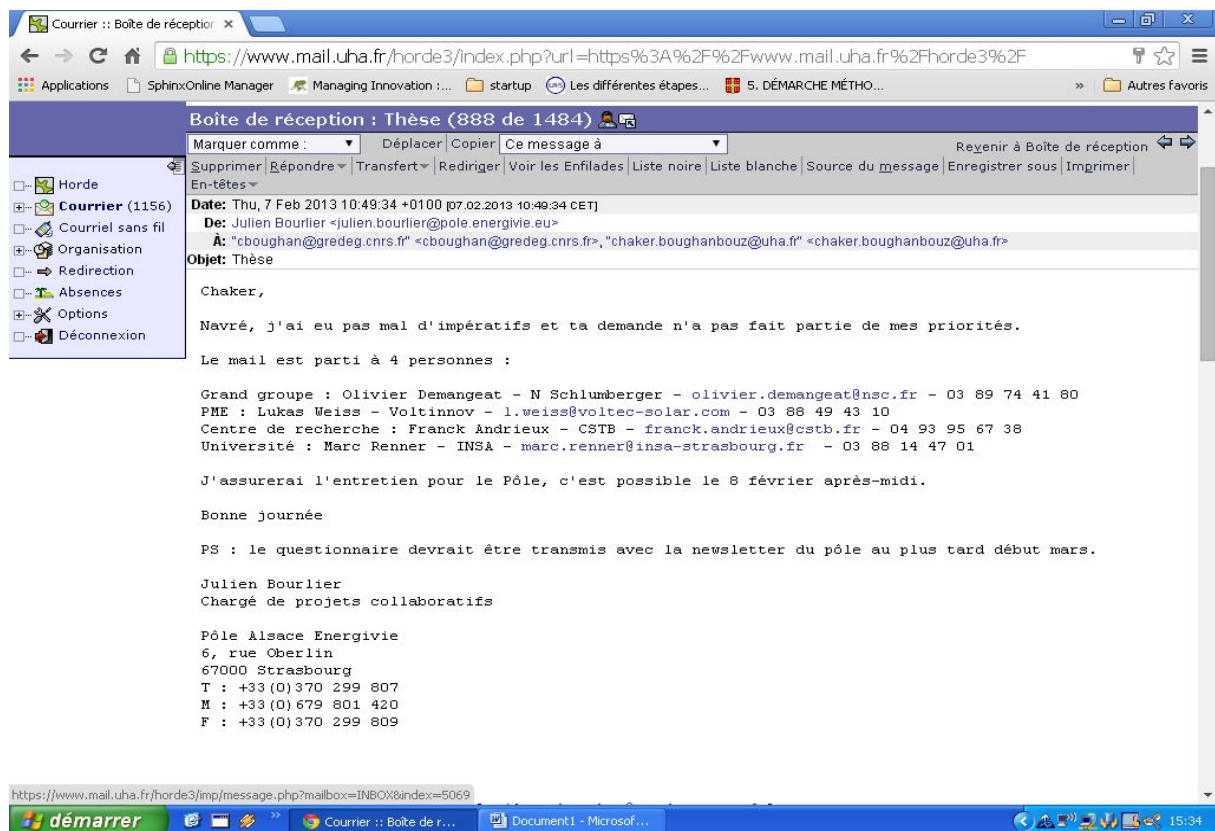 Courrier :: Boîte de réception
https://www.mail.uha.fr/horde3/index.php?url=https%3A%2F%2Fwww.mail.uha.fr%2Fhorde3%2F
Applications SphinxOnline Manager Managing Innovation :... startup Les différentes étapes... 5. DÉMARCHE MÉTHO... » Autres favoris
Boîte de réception : Thèse (888 de 1484)
Marquer comme : Déplacer Copier Ce message à Revenir à Boîte de réception
Supprimer Répondre Transfert Rediriger Voir les Enfilades Liste noire Liste blanche Source du message Enregistrer sous Imprimer
En-têtes
Horde
Courrier (1156)
Courriel sans fil
Organisation
Redirection
Absences
Options
Déconnexion
Date: Thu, 7 Feb 2013 10:49:34 +0100 [07.02.2013 10:49:34 CET]
De: Julien Bourlier <julien.bourlier@pole.energivie.eu>
À: "cboughan@gredeg.cnrs.fr" <cboughan@gredeg.cnrs.fr>, "chaker.boughanbouz@uha.fr" <chaker.boughanbouz@uha.fr>
Objet: Thèse
Chaker,
Navré, j'ai eu pas mal d'impératifs et ta demande n'a pas fait partie de mes priorités.
Le mail est parti à 4 personnes :
Grand groupe : Olivier Demangeat - N Schlumberger - olivier.demangeat@nsc.fr - 03 89 74 41 80
PME : Lukas Weiss - Voltinnov - l.weiss@voltec-solar.com - 03 88 49 43 10
Centre de recherche : Franck Andrieux - CSTB - franck.andrieux@cstb.fr - 04 93 95 67 38
Université : Marc Renner - INSA - marc.renner@insa-strasbourg.fr - 03 88 14 47 01
J'assurerai l'entretien pour le Pôle, c'est possible le 8 février après-midi.
Bonne journée
PS : le questionnaire devrait être transmis avec la newsletter du pôle au plus tard début mars.
Julien Bourlier
Chargé de projets collaboratifs
Pôle Alsace Energivie
6, rue Oberlin
67000 Strasbourg
T : +33(0)370 299 807
M : +33(0)679 801 420
F : +33(0)370 299 809
https://www.mail.uha.fr/horde3/imp/message.php?mailbox=INBOX&index=5069
démarrer » Courrier :: Boîte de r... Document1 - Microsof... 15:34